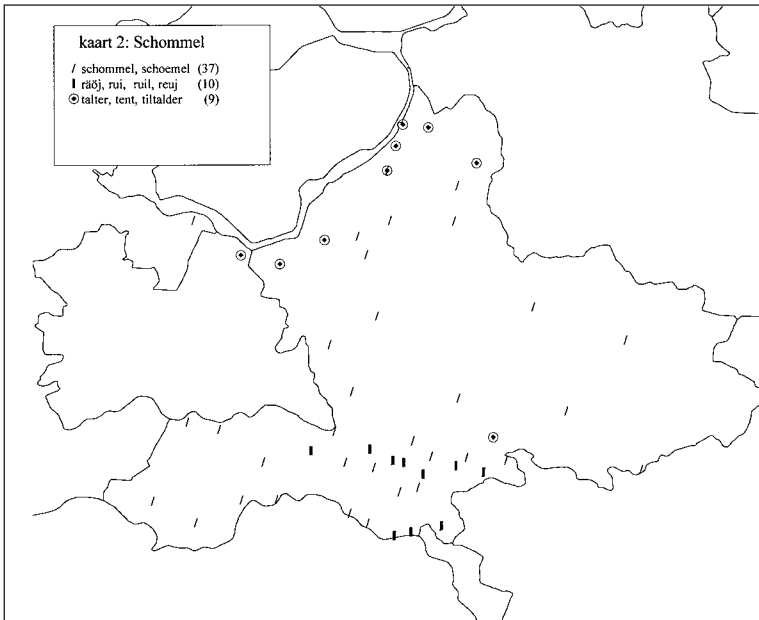 kaart 2: Schommel
/ schommel, schoemel (37)
▮ räöj, rui, ruil, reuj (10)
talter, tent, tiltalder (9)